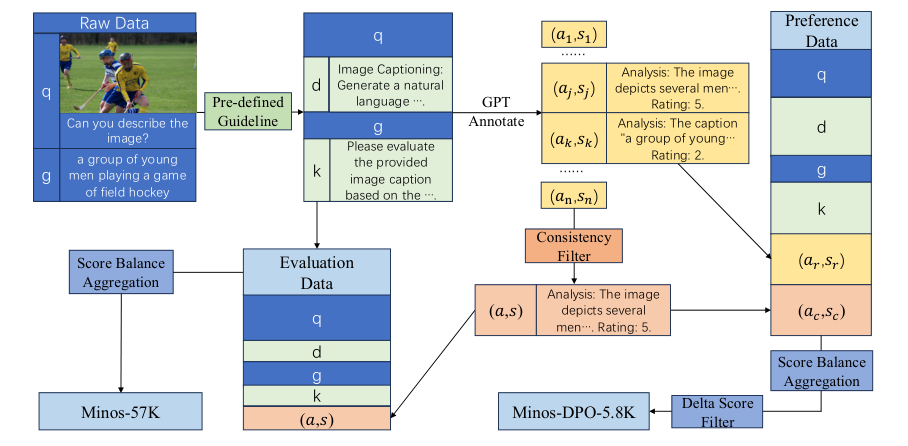 Raw Data
q
Can you describe the
image?
g
a group of young
men playing a game
of field hockey
Pre-defined
Guideline
q
d
Image Captioning:
Generate a natural
language ….
g
k
Please evaluate
the provided
image caption
based on the ….
GPT
Annotate
(a₁,s₁)
……
(aⱼ,sⱼ)
Analysis: The image
depicts several men….
Rating: 5.
(aₖ,sₖ)
Analysis: The caption
"a group of young…
Rating: 2.
……
(aₙ,sₙ)
Consistency
Filter
(a,s)
Analysis: The image
depicts several
men…. Rating: 5.
Preference
Data
q
d
g
k
(aᵣ,sᵣ)
(a_c,s_c)
Score Balance
Aggregation
Delta Score
Filter
Minos-DPO-5.8K
Evaluation
Data
q
d
g
k
(a,s)
Score Balance
Aggregation
Minos-57K